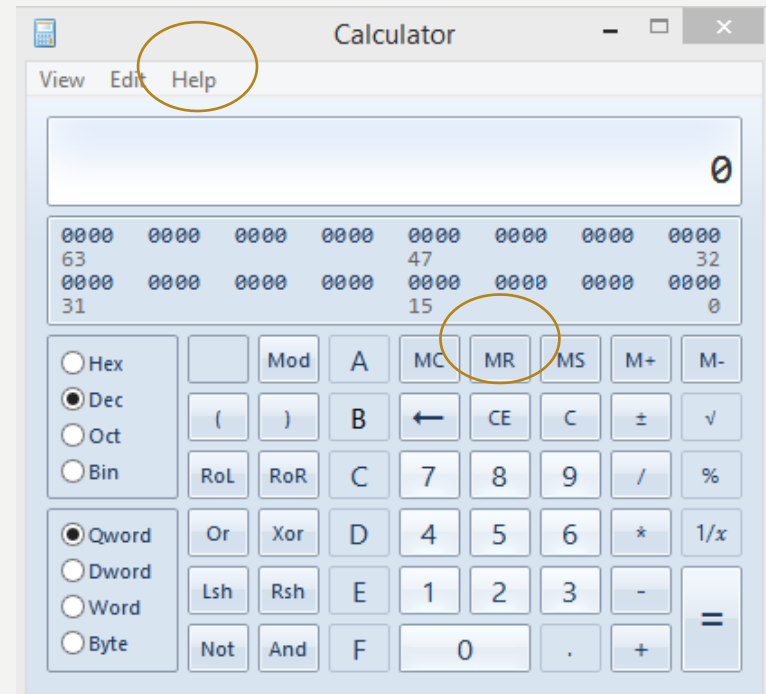 Calculator
View Edit Help
0
0000 0000 0000 0000 0000 0000 0000 0000
63 47 32
0000 0000 0000 0000 0000 0000 0000 0000
31 15 0
Hex Mod A MC MR MS M+ M-
Dec ( ) B ← CE C ± √
Oct
Bin RoL RoR C 7 8 9 / %
Qword Or Xor D 4 5 6 * 1/x
Dword Lsh Rsh E 1 2 3 - =
Word
Byte Not And F 0 . +